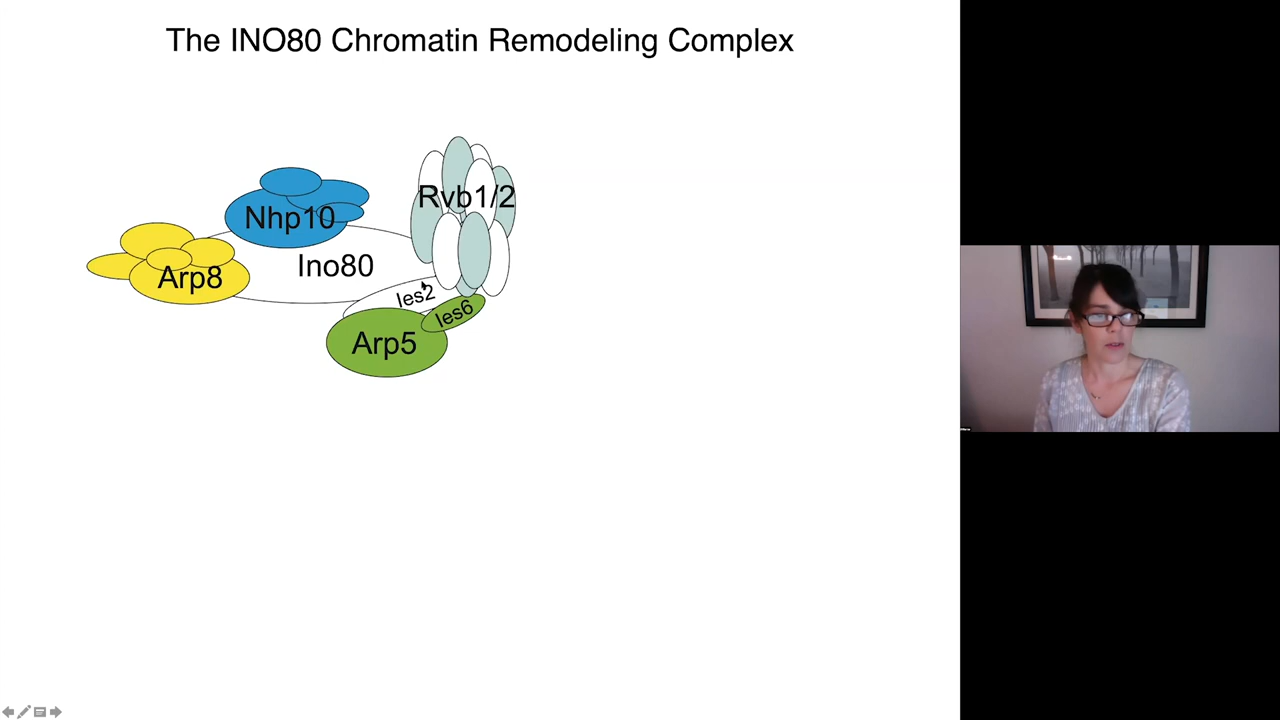 The INO80 Chromatin Remodeling Complex
Rvb1/2
Nhp10
Ino80
Arp8
Ies2
Ies6
Arp5